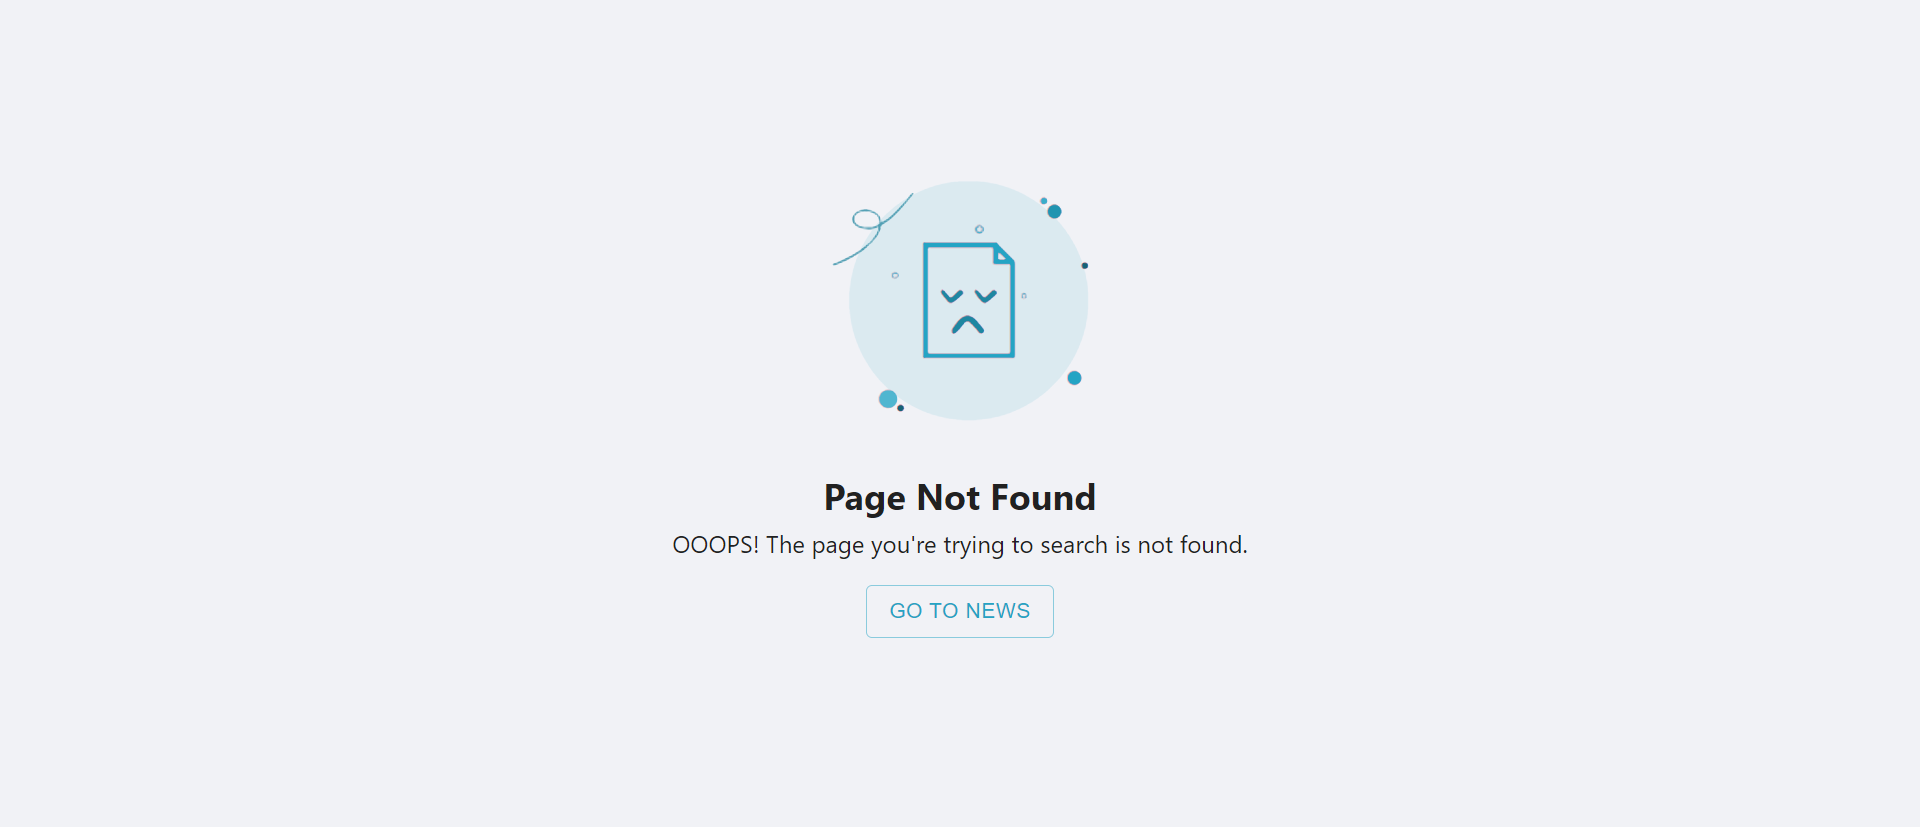 Page Not Found
OOOPS! The page you're trying to search is not found.
GO TO NEWS